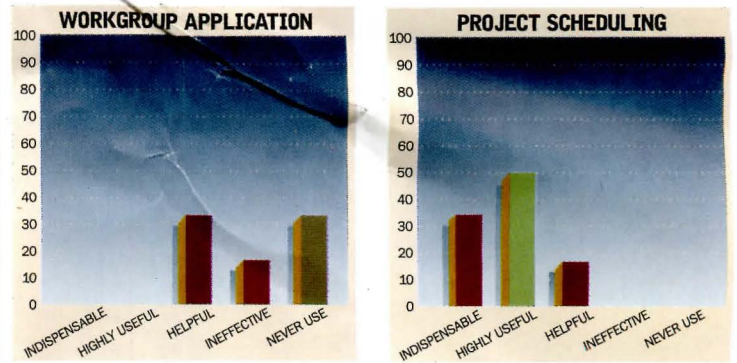 WORKGROUP APPLICATION
100
90
80
70
60
50
40
30
20
10
0
INDISPENSABLE
HIGHLY USEFUL
HELPFUL
INEFFECTIVE
NEVER USE
PROJECT SCHEDULING
100
90
80
70
60
50
40
30
20
10
0
INDISPENSABLE
HIGHLY USEFUL
HELPFUL
INEFFECTIVE
NEVER USE